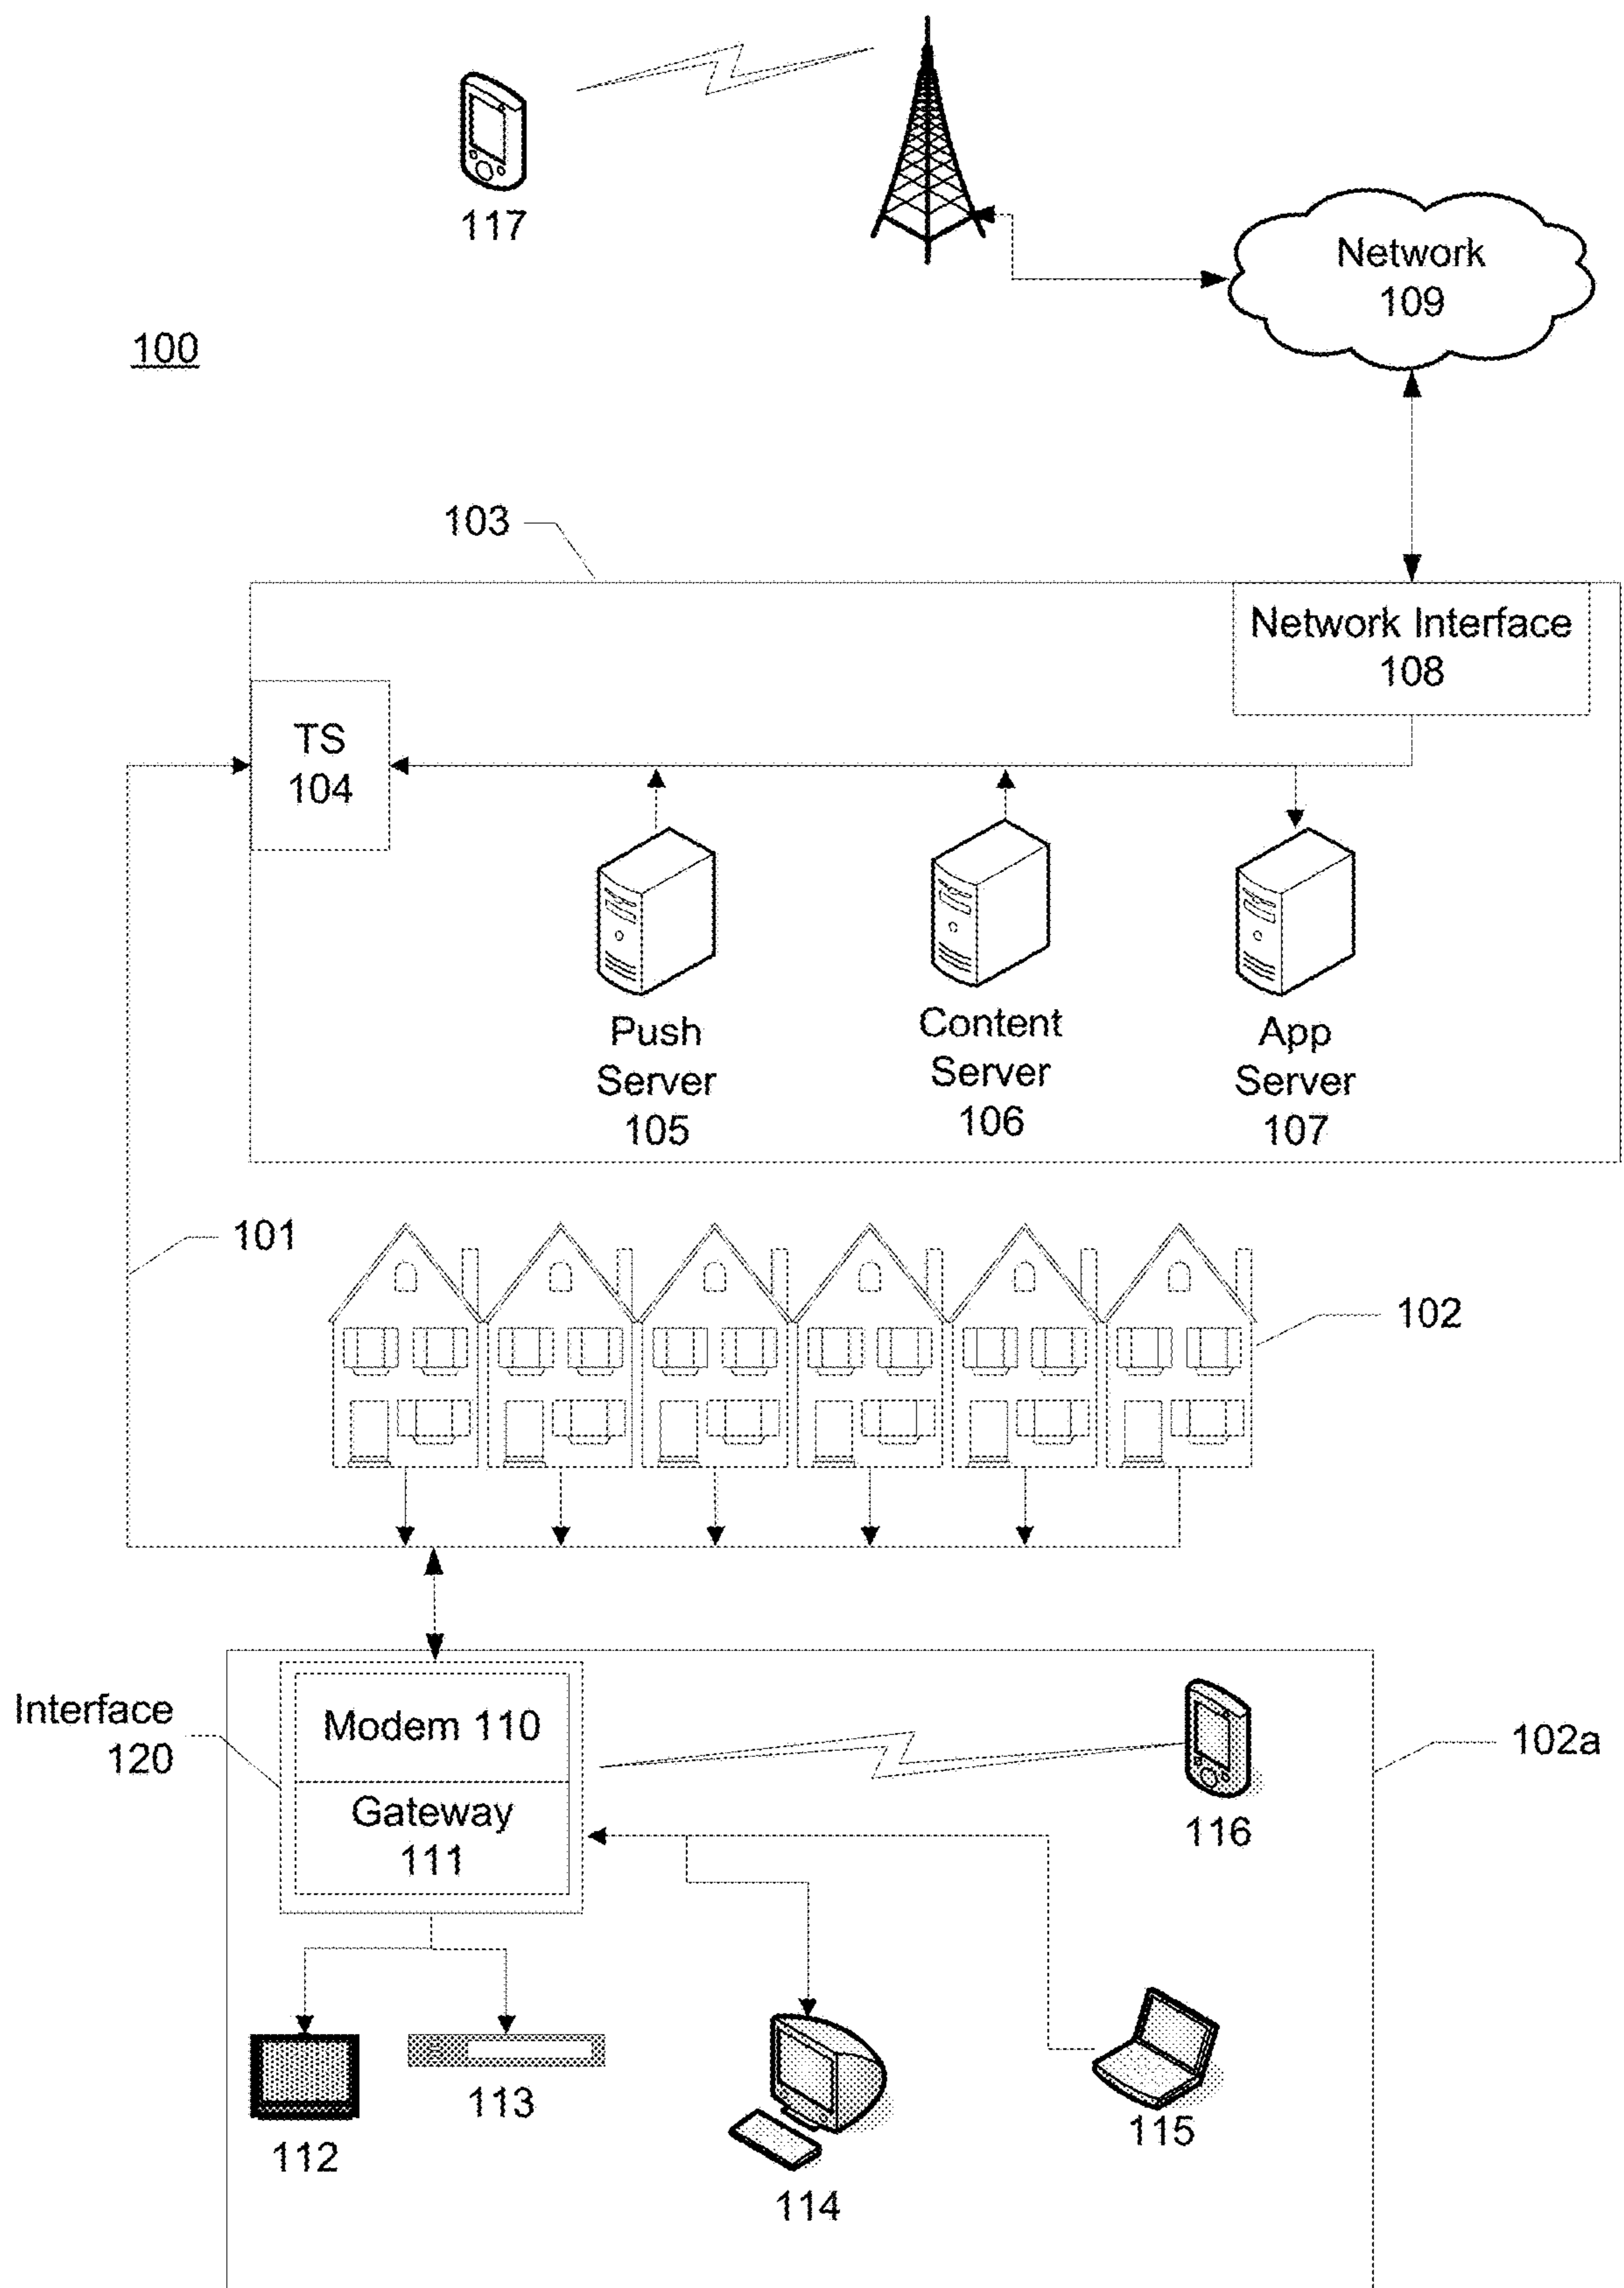 117
Network
109
100
103
Network Interface
108
TS
104
Push
Server
105
Content
Server
106
App
Server
107
101
102
Interface
120
Modem 110
Gateway
111
116
102a
112
113
114
115